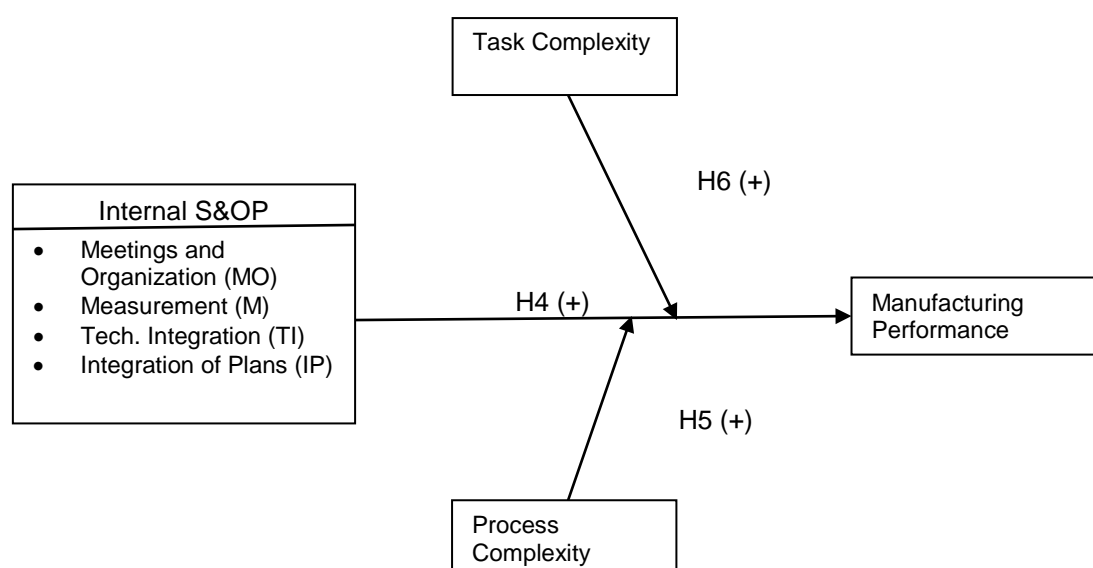 Task Complexity
H6 (+)
Internal S&OP
• Meetings and
Organization (MO)
• Measurement (M)
• Tech. Integration (TI)
• Integration of Plans (IP)
H4 (+)
Manufacturing
Performance
H5 (+)
Process
Complexity